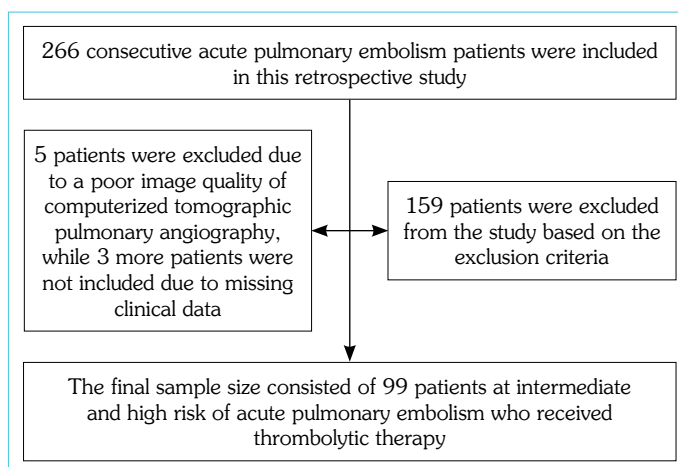 266 consecutive acute pulmonary embolism patients were included
in this retrospective study
5 patients were excluded due
to a poor image quality of
computerized tomographic
pulmonary angiography,
while 3 more patients were
not included due to missing
clinical data
159 patients were excluded
from the study based on the
exclusion criteria
The final sample size consisted of 99 patients at intermediate
and high risk of acute pulmonary embolism who received
thrombolytic therapy